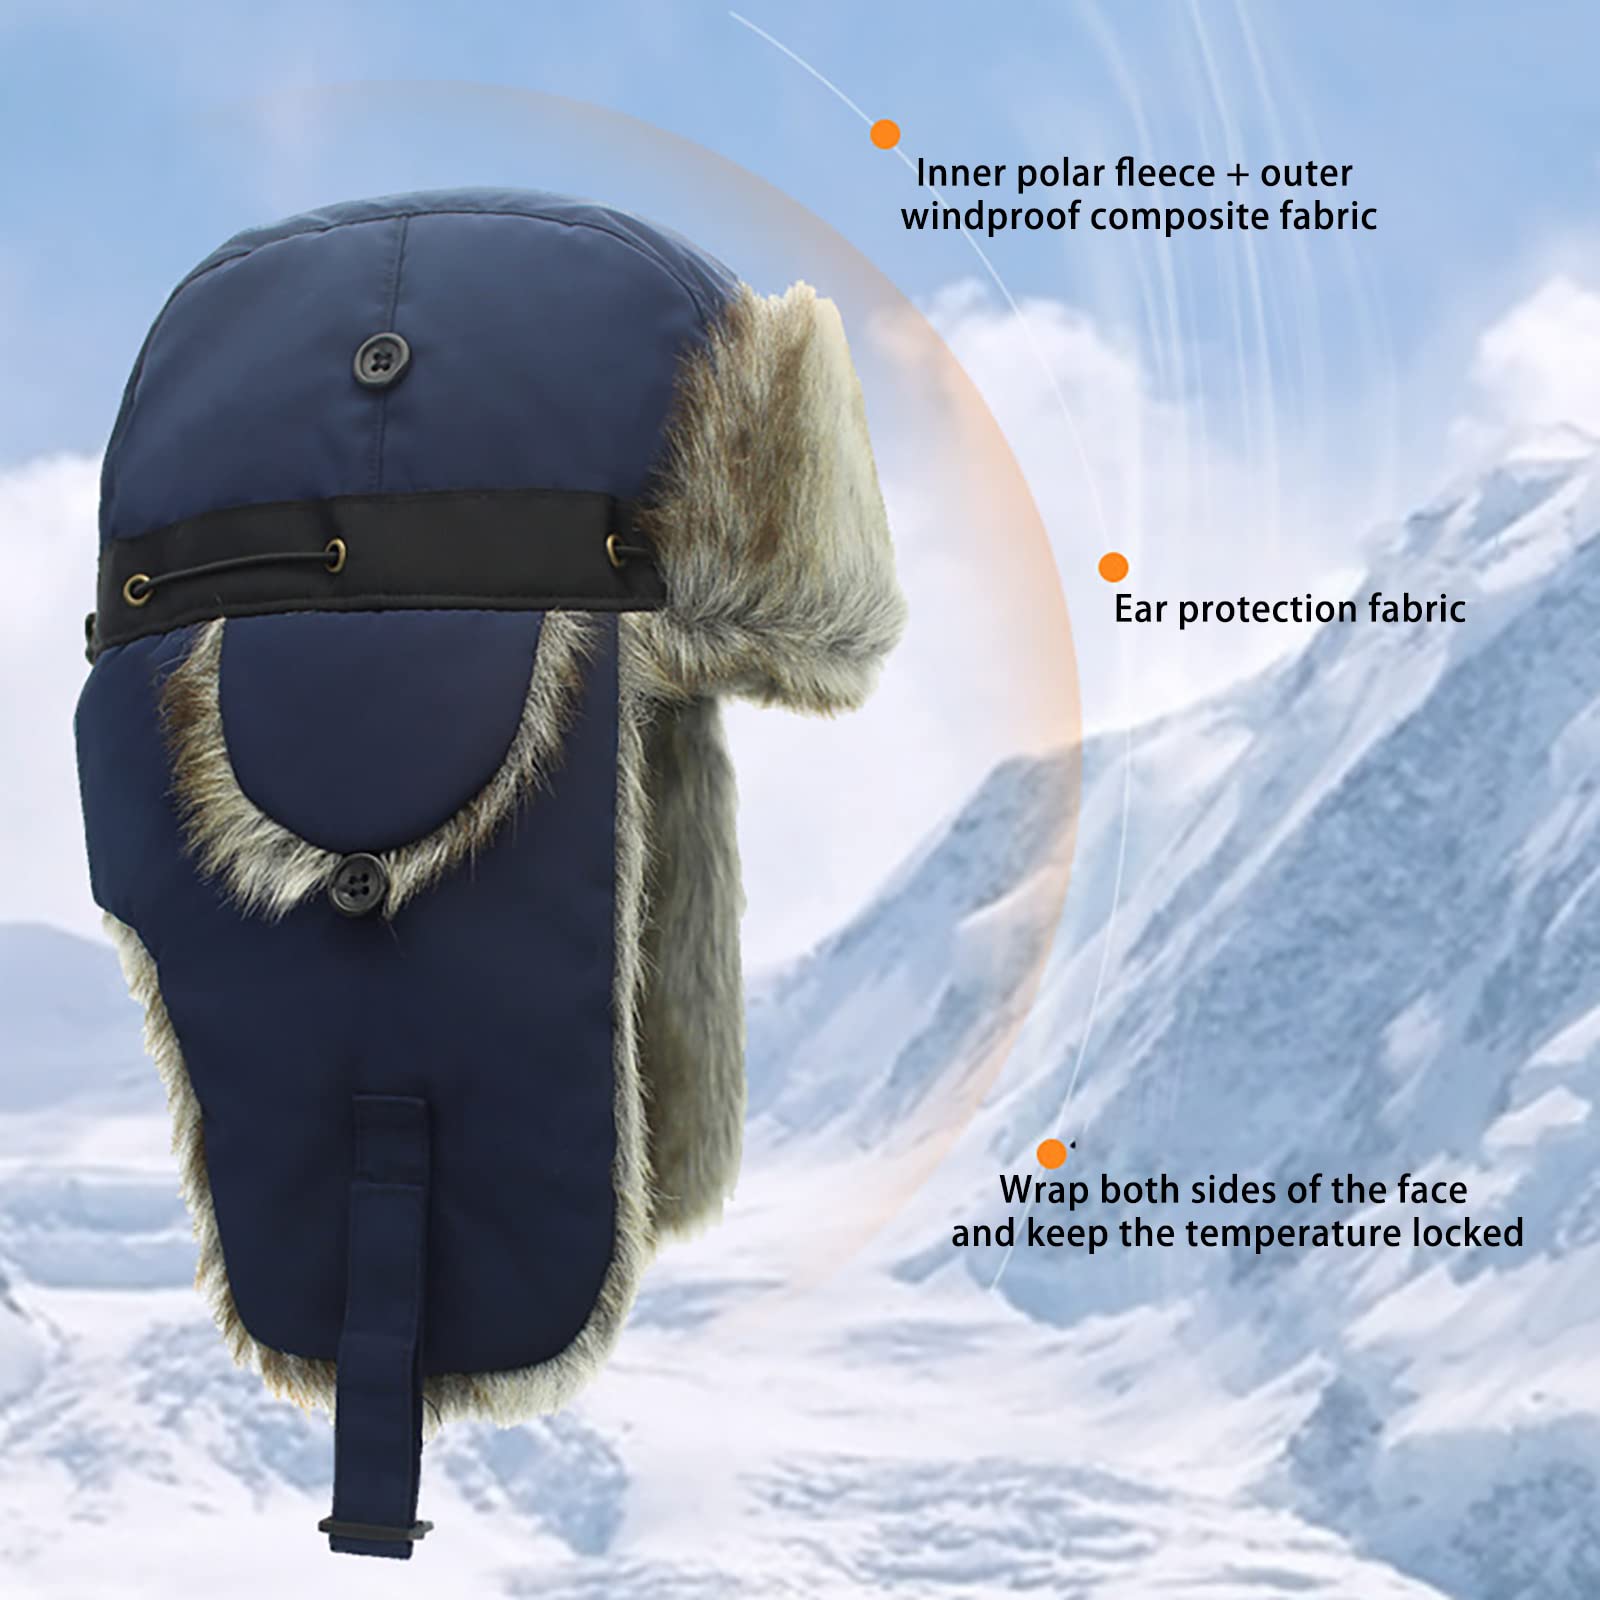 Inner polar fleece + outer
windproof composite fabric
Ear protection fabric
Wrap both sides of the face
and keep the temperature locked